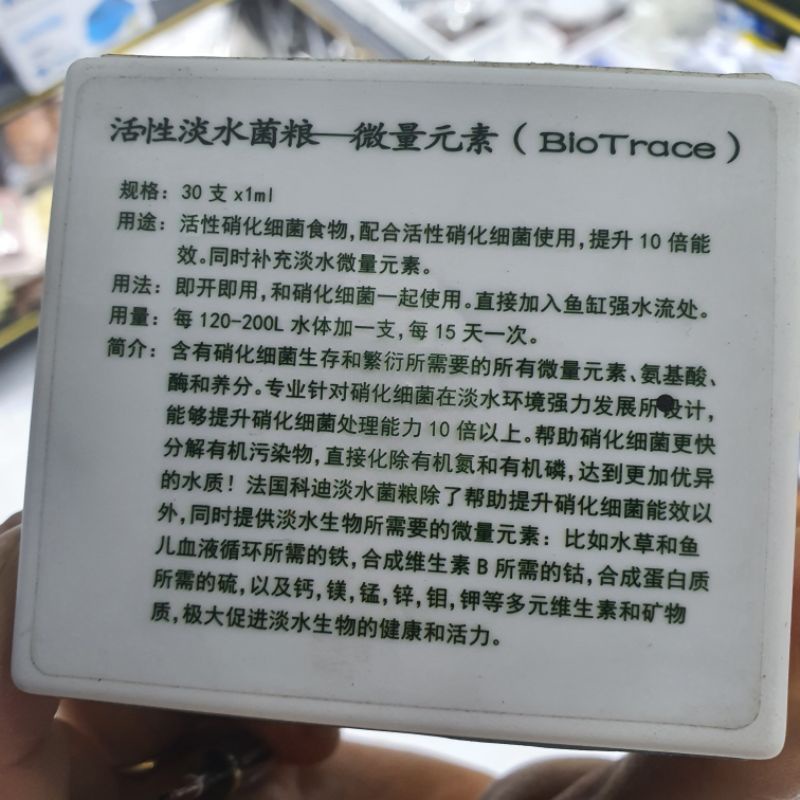 活性淡水菌粮—微量元素（BioTrace）
规格：30 支 x1ml
用途：活性硝化细菌食物，配合活性硝化细菌使用，提升 10 倍能
效。同时补充淡水微量元素。
用法：即开即用，和硝化细菌一起使用。直接加入鱼缸强水流处。
用量：每 120-200L 水体加一支，每 15 天一次。
简介：含有硝化细菌生存和繁衍所需要的所有微量元素、氨基酸、
酶和养分。专业针对硝化细菌在淡水环境强力发展所设计，
能够提升硝化细菌处理能力 10 倍以上。帮助硝化细菌更快
分解有机污染物，直接化除有机氮和有机磷，达到更加优异
的水质！法国科迪淡水菌粮除了帮助提升硝化细菌能效以
外，同时提供淡水生物所需要的微量元素：比如水草和鱼
儿血液循环所需的铁，合成维生素 B 所需的钴，合成蛋白质
所需的硫，以及钙，镁，锰，锌，钼，钾等多元维生素和矿物
质，极大促进淡水生物的健康和活力。